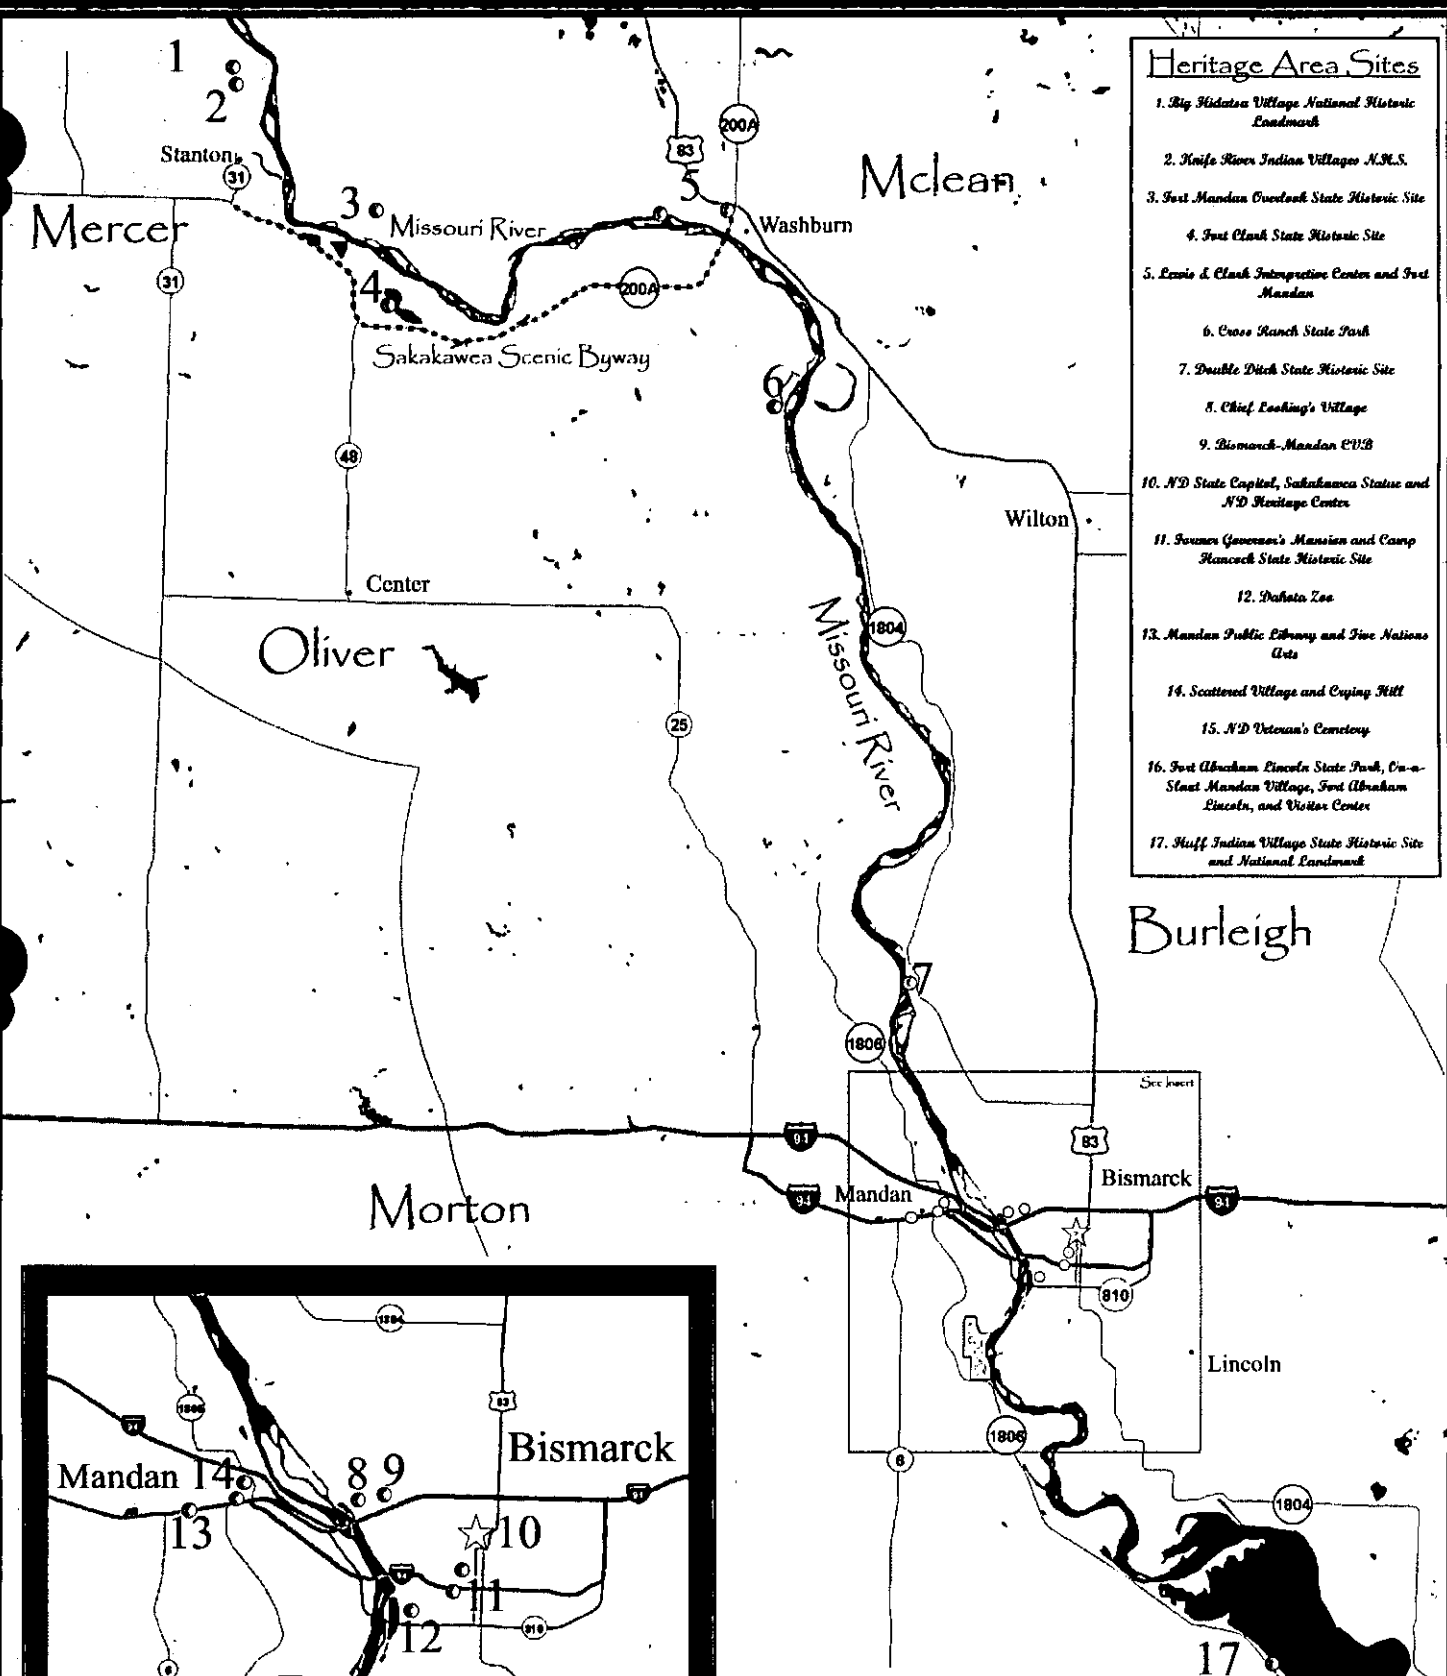 Heritage Area Sites
1. Big Hidatsa Village National Historic
Landmark
2. Knife River Indian Villages N.H.S.
3. Fort Mandan Overlook State Historic Site
4. Fort Clark State Historic Site
5. Lewis & Clark Interpretive Center and Fort
Mandan
6. Cross Ranch State Park
7. Double Ditch State Historic Site
8. Chief Looking's Village
9. Bismarck-Mandan CVB
10. ND State Capitol, Sakakawea Statue and
ND Heritage Center
11. Former Governor's Mansion and Camp
Hancock State Historic Site
12. Dakota Zoo
13. Mandan Public Library and Five Nations
Arts
14. Scattered Village and Crying Hill
15. ND Veteran's Cemetery
16. Fort Abraham Lincoln State Park, On-a-
Slant Mandan Village, Fort Abraham
Lincoln, and Visitor Center
17. Huff Indian Village State Historic Site
and National Landmark
1
2
Stanton
31
Mercer
3
Missouri River
83
200A
5
Washburn
Mclean
31
4
200A
Sakakawea Scenic Byway
6
48
Wilton
Center
Oliver
Missouri River
1804
25
Burleigh
7
1806
See Insert
94
83
Bismarck
94
Mandan
94
Morton
810
Lincoln
1806
6
1804
17
1804
1806
83
94
Bismarck
Mandan
14
8
9
94
13
10
94
11
12
810
6